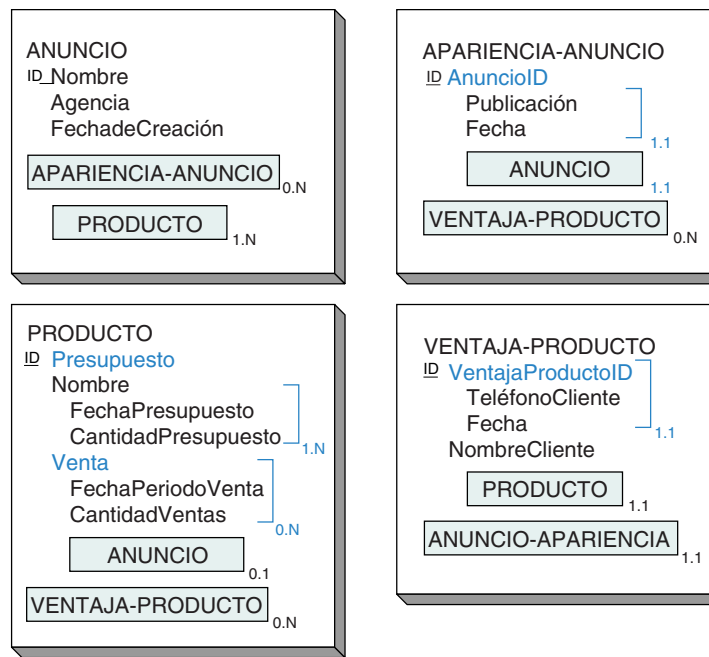 ANUNCIO
ID Nombre
Agencia
FechadeCreación
APARIENCIA-ANUNCIO 0.N
PRODUCTO 1.N
APARIENCIA-ANUNCIO
ID AnuncioID
Publicación
Fecha 1.1
ANUNCIO 1.1
VENTAJA-PRODUCTO 0.N
PRODUCTO
ID Presupuesto
Nombre
FechaPresupuesto
CantidadPresupuesto 1.N
Venta
FechaPeriodoVenta
CantidadVentas 0.N
ANUNCIO 0.1
VENTAJA-PRODUCTO 0.N
VENTAJA-PRODUCTO
ID VentajaProductoID
TeléfonoCliente
Fecha 1.1
NombreCliente
PRODUCTO 1.1
ANUNCIO-APARIENCIA 1.1